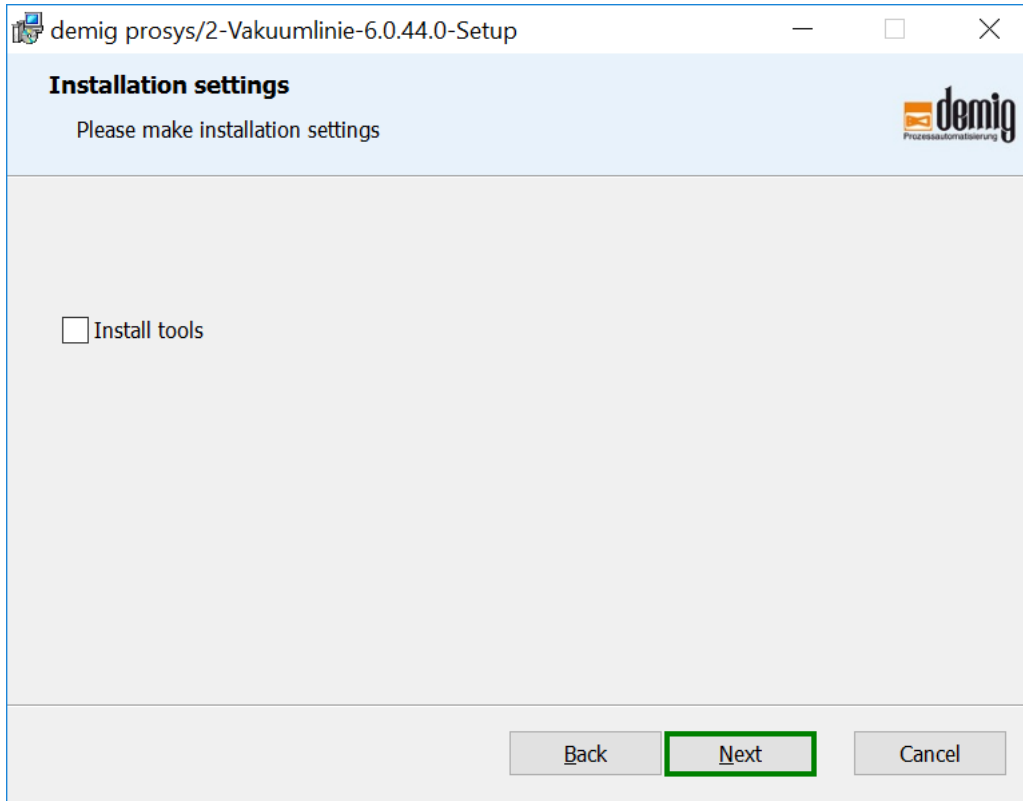 demig prosys/2-Vakuumlinie-6.0.44.0-Setup
Installation settings
Please make installation settings
demig
Prozessautomatisierung
Install tools
Back
Next
Cancel